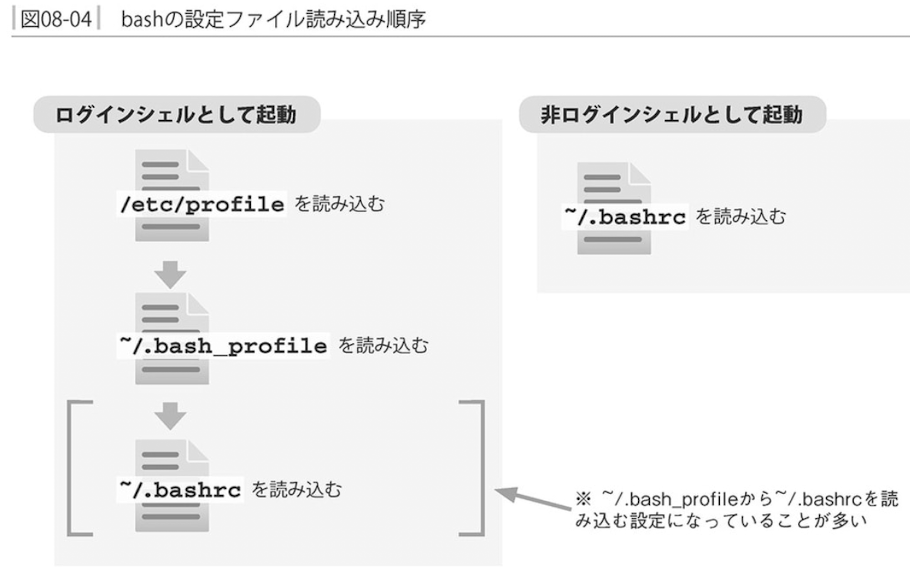 図08-04 bashの設定ファイル読み込み順序
ログインシェルとして起動
/etc/profile を読み込む
~/.bash_profile を読み込む
~/.bashrc を読み込む
非ログインシェルとして起動
~/.bashrc を読み込む
※ ~/.bash_profileから~/.bashrcを読
み込む設定になっていることが多い